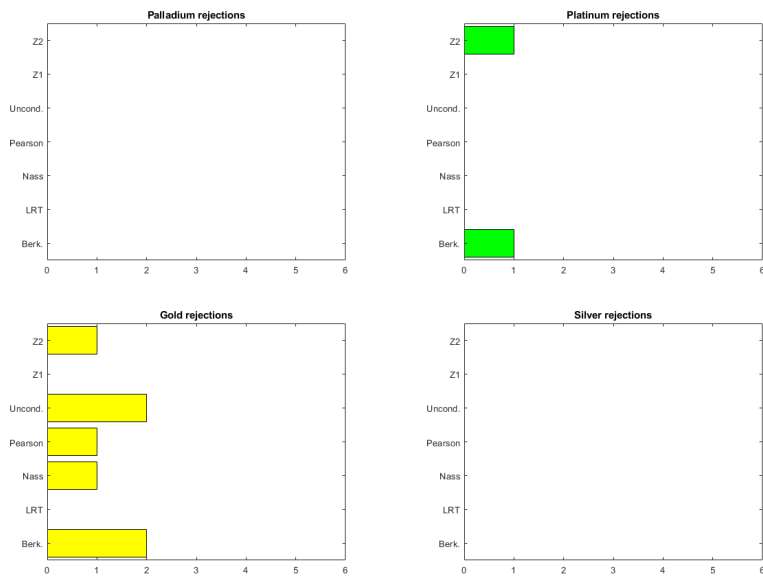 Palladium rejections
Z2
Z1
Uncond.
Pearson
Nass
LRT
Berk.
0 1 2 3 4 5 6
Platinum rejections
Z2
Z1
Uncond.
Pearson
Nass
LRT
Berk.
0 1 2 3 4 5 6
Gold rejections
Z2
Z1
Uncond.
Pearson
Nass
LRT
Berk.
0 1 2 3 4 5 6
Silver rejections
Z2
Z1
Uncond.
Pearson
Nass
LRT
Berk.
0 1 2 3 4 5 6